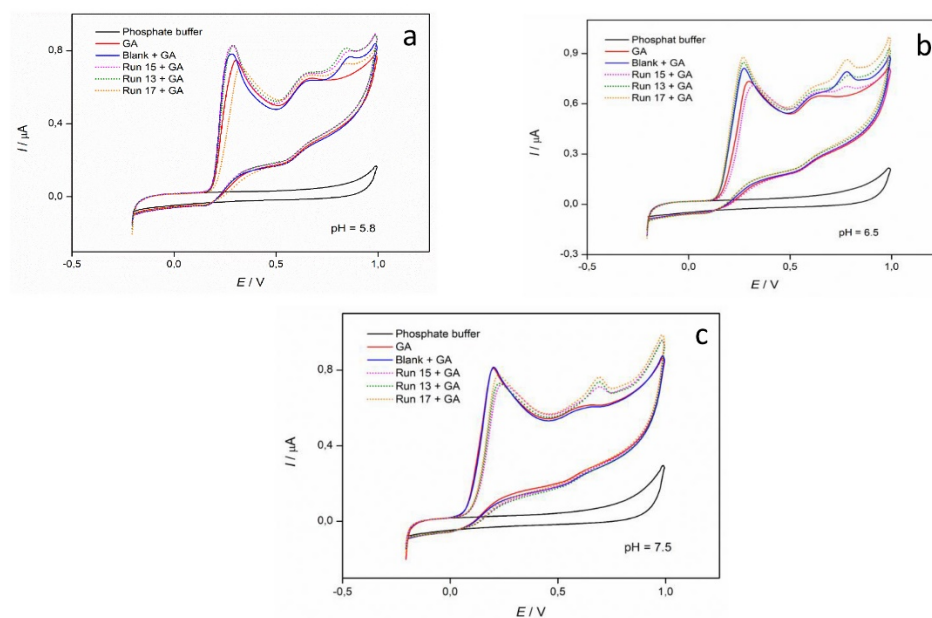 a
Phosphate buffer
GA
Blank + GA
Run 15 + GA
Run 13 + GA
Run 17 + GA
0,8
0,4
0,0
I / µA
pH = 5.8
-0,5
0,0
0,5
1,0
E / V
b
Phosphat buffer
GA
Blank + GA
Run 15 + GA
Run 13 + GA
Run 17 + GA
0,9
0,6
0,3
0,0
-0,3
I / µA
pH = 6.5
-0,5
0,0
0,5
1,0
E / V
c
Phosphate buffer
GA
Blank + GA
Run 15 + GA
Run 13 + GA
Run 17 + GA
0,8
0,4
0,0
I / µA
pH = 7.5
-0,5
0,0
0,5
1,0
E / V